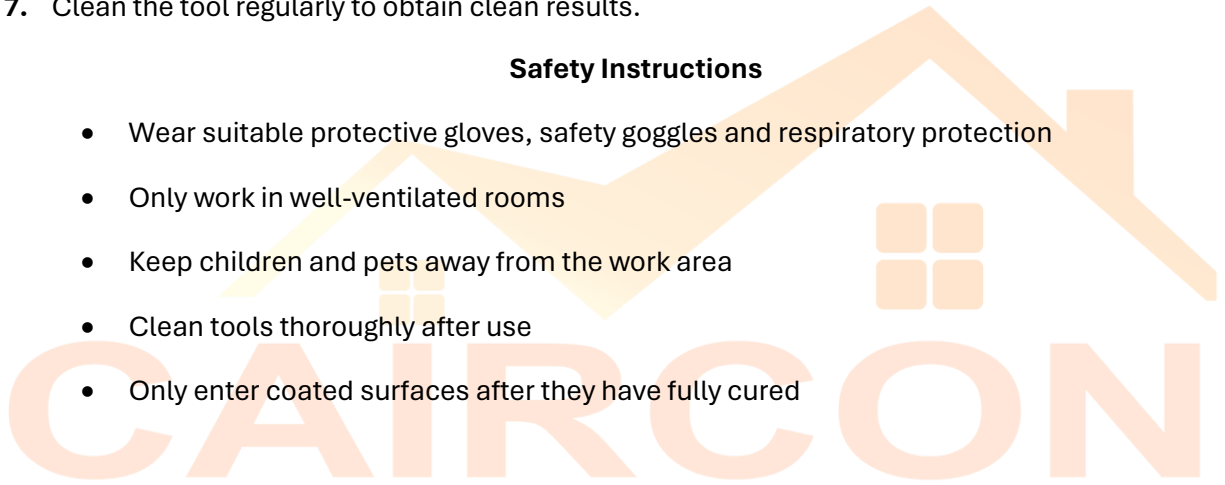 7. Clean the tool regularly to obtain clean results.
Safety Instructions
• Wear suitable protective gloves, safety goggles and respiratory protection
• Only work in well-ventilated rooms
• Keep children and pets away from the work area
• Clean tools thoroughly after use
• Only enter coated surfaces after they have fully cured
CAIRCON